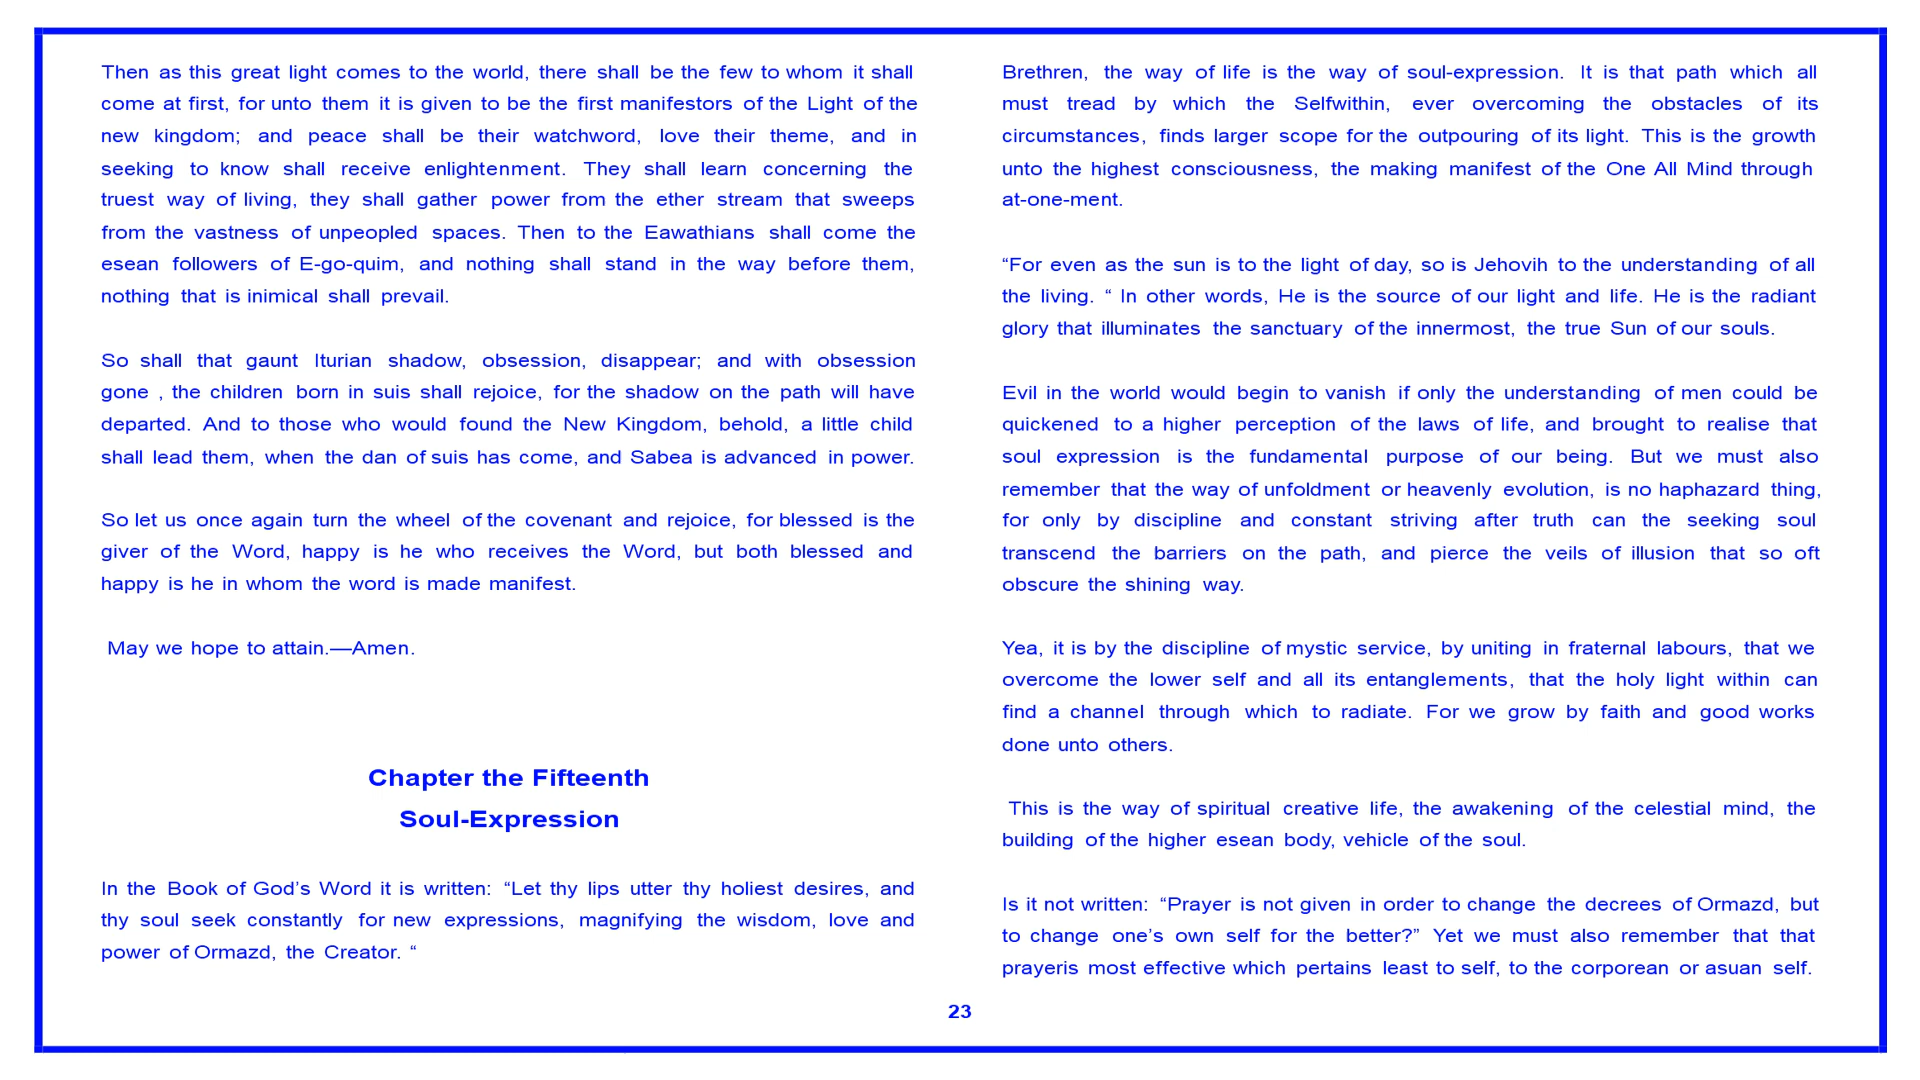 Then as this great light comes to the world, there shall be the few to whom it shall
come at first, for unto them it is given to be the first manifestors of the Light of the
new kingdom; and peace shall be their watchword, love their theme, and in
seeking to know shall receive enlightenment. They shall learn concerning the
truest way of living, they shall gather power from the ether stream that sweeps
from the vastness of unpeopled spaces. Then to the Eawathians shall come the
esean followers of E-go-quim, and nothing shall stand in the way before them,
nothing that is inimical shall prevail.
So shall that gaunt Iturian shadow, obsession, disappear; and with obsession
gone , the children born in suis shall rejoice, for the shadow on the path will have
departed. And to those who would found the New Kingdom, behold, a little child
shall lead them, when the dan of suis has come, and Sabea is advanced in power.
So let us once again turn the wheel of the covenant and rejoice, for blessed is the
giver of the Word, happy is he who receives the Word, but both blessed and
happy is he in whom the word is made manifest.
May we hope to attain.—Amen.
Chapter the Fifteenth
Soul-Expression
In the Book of God’s Word it is written: “Let thy lips utter thy holiest desires, and
thy soul seek constantly for new expressions, magnifying the wisdom, love and
power of Ormazd, the Creator. “
Brethren, the way of life is the way of soul-expression. It is that path which all
must tread by which the Selfwithin, ever overcoming the obstacles of its
circumstances, finds larger scope for the outpouring of its light. This is the growth
unto the highest consciousness, the making manifest of the One All Mind through
at-one-ment.
“For even as the sun is to the light of day, so is Jehovih to the understanding of all
the living. “ In other words, He is the source of our light and life. He is the radiant
glory that illuminates the sanctuary of the innermost, the true Sun of our souls.
Evil in the world would begin to vanish if only the understanding of men could be
quickened to a higher perception of the laws of life, and brought to realise that
soul expression is the fundamental purpose of our being. But we must also
remember that the way of unfoldment or heavenly evolution, is no haphazard thing,
for only by discipline and constant striving after truth can the seeking soul
transcend the barriers on the path, and pierce the veils of illusion that so oft
obscure the shining way.
Yea, it is by the discipline of mystic service, by uniting in fraternal labours, that we
overcome the lower self and all its entanglements, that the holy light within can
find a channel through which to radiate. For we grow by faith and good works
done unto others.
This is the way of spiritual creative life, the awakening of the celestial mind, the
building of the higher esean body, vehicle of the soul.
Is it not written: “Prayer is not given in order to change the decrees of Ormazd, but
to change one’s own self for the better?” Yet we must also remember that that
prayeris most effective which pertains least to self, to the corporean or asuan self.
23